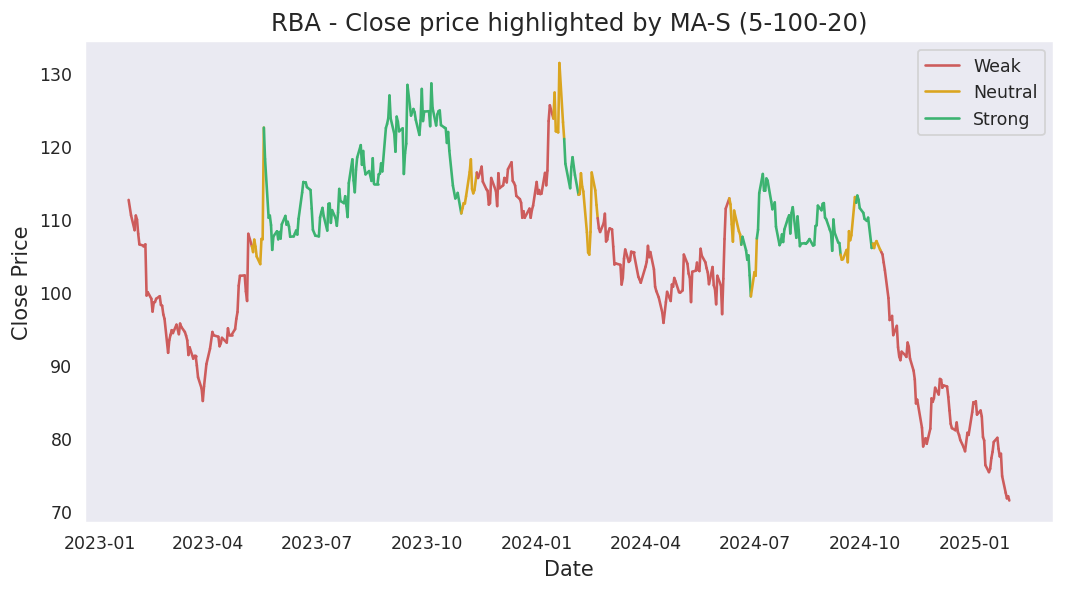 RBA - Close price highlighted by MA-S (5-100-20)
Weak
Neutral
Strong
Close Price
130
120
110
100
90
80
70
2023-01 2023-04 2023-07 2023-10 2024-01 2024-04 2024-07 2024-10 2025-01
Date